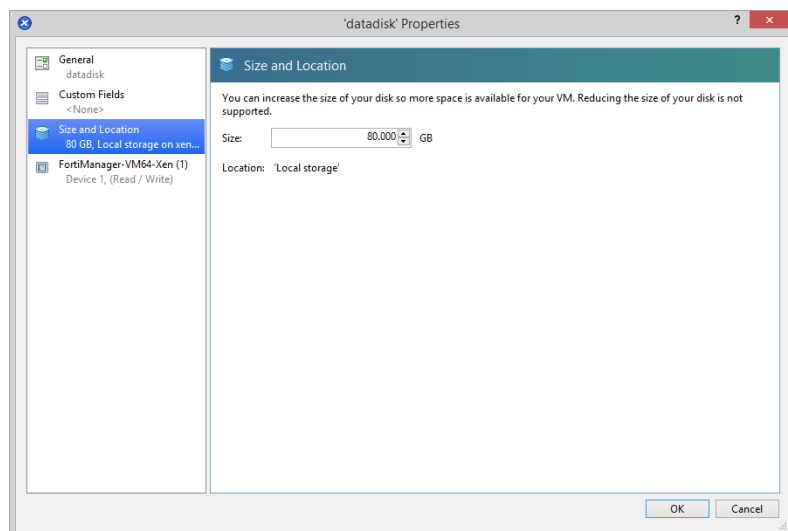 'datadisk' Properties
?
×
General
datadisk
Custom Fields
<None>
Size and Location
80 GB, Local storage on xen...
FortiManager-VM64-Xen (1)
Device 1, (Read / Write)
Size and Location
You can increase the size of your disk so more space is available for your VM. Reducing the size of your disk is not
supported.
Size: 80.000 GB
Location: 'Local storage'
OK Cancel